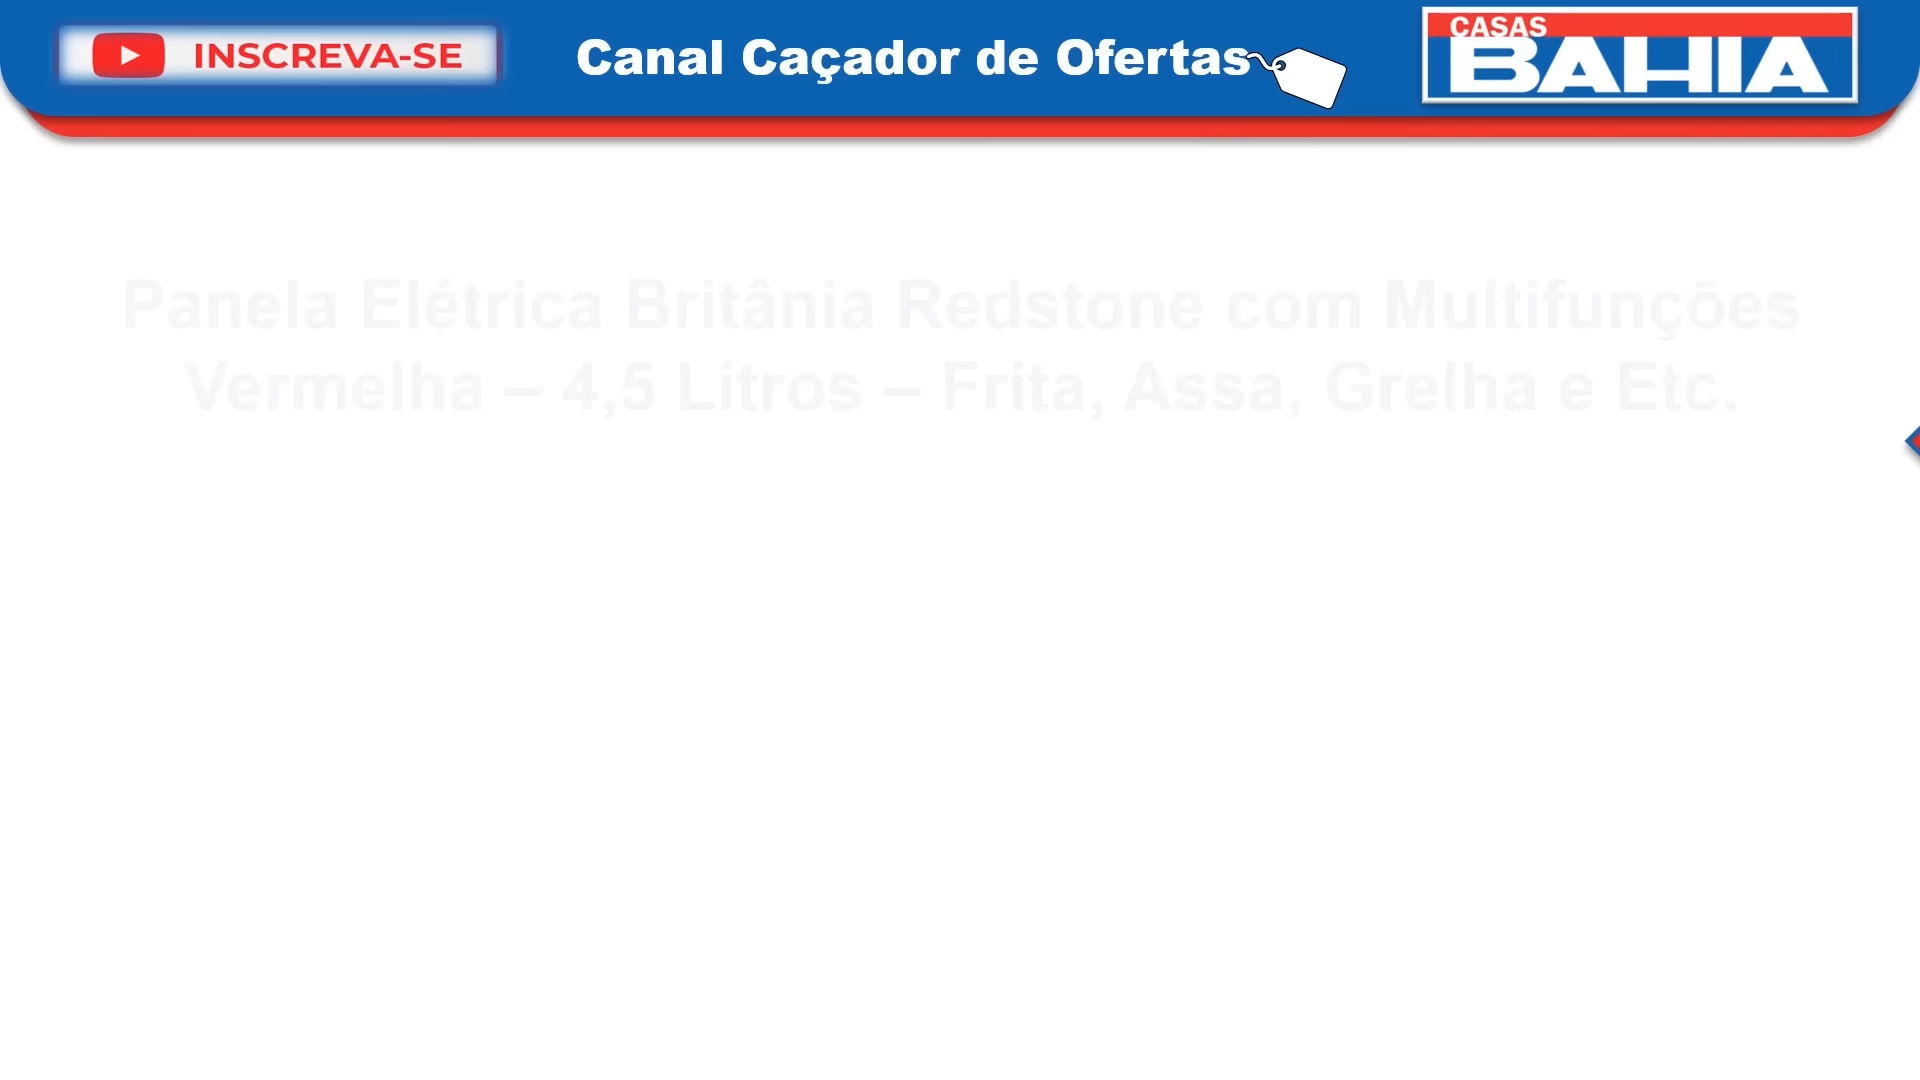 INSCREVA-SE
Canal Caçador de Ofertas
CASAS
BAHIA
Panela Elétrica Britânia Redstone com Multifunções
Vermelha – 4,5 Litros – Frita, Assa, Grelha e Etc.